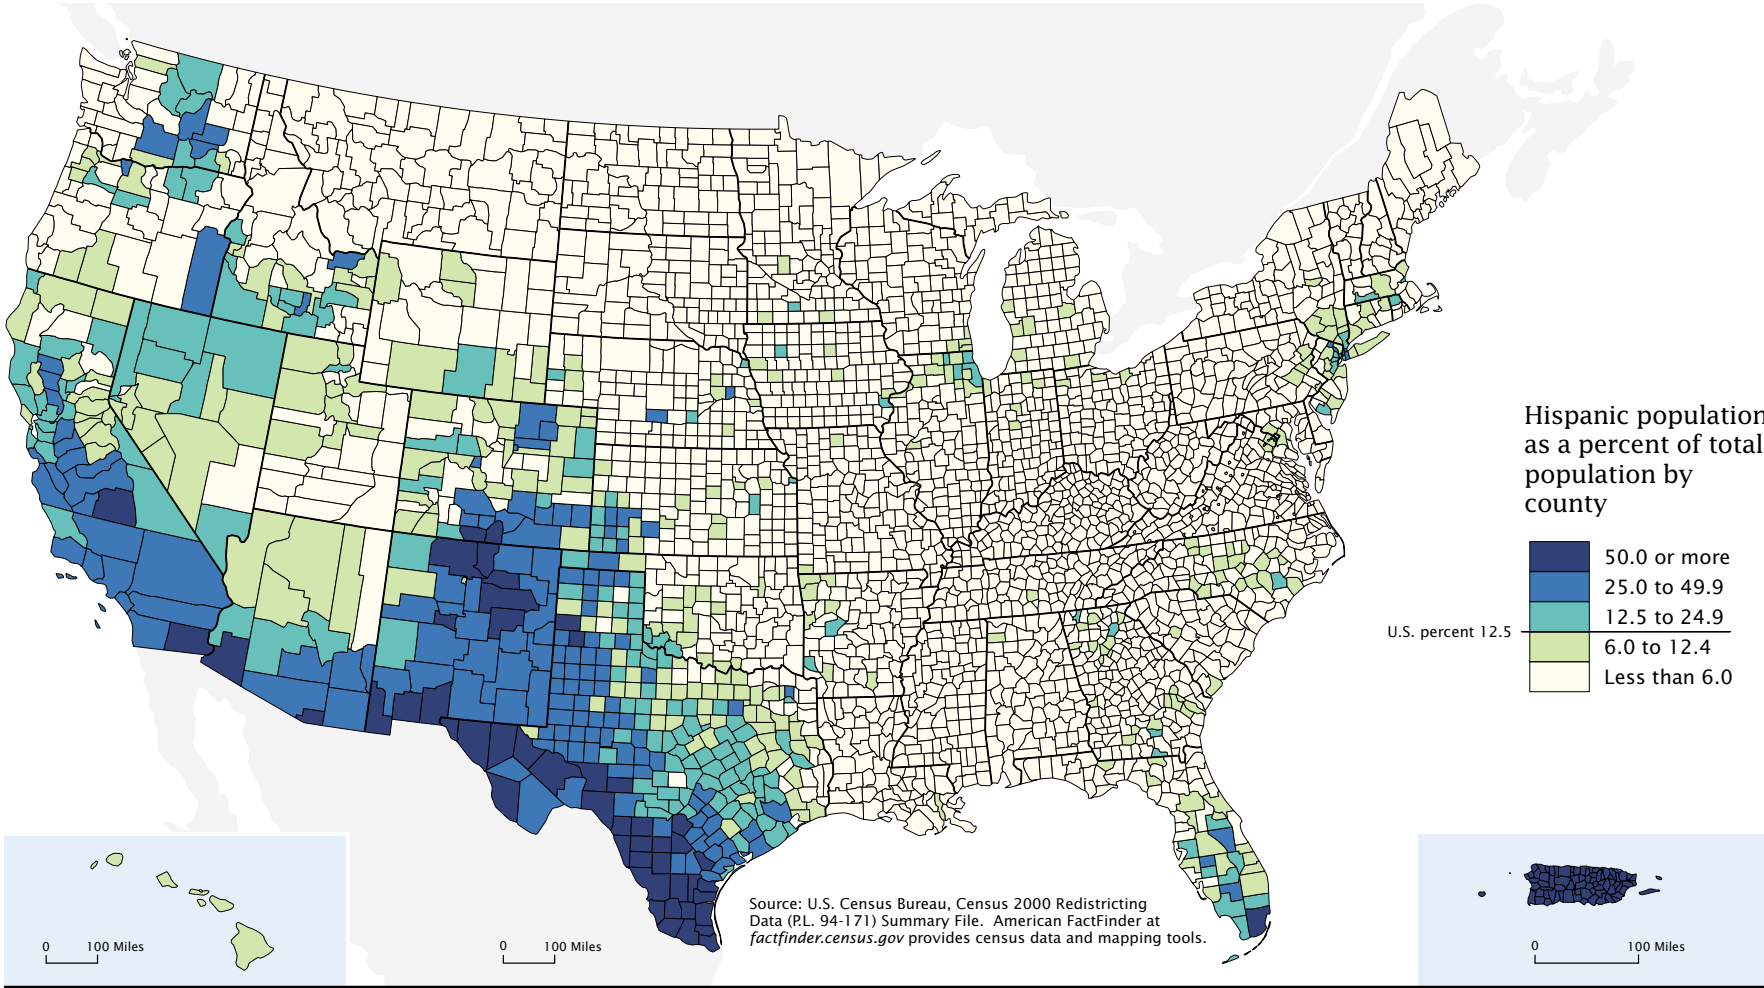 Hispanic population
as a percent of total
population by
county
50.0 or more
25.0 to 49.9
12.5 to 24.9
U.S. percent 12.5
6.0 to 12.4
Less than 6.0
Source: U.S. Census Bureau, Census 2000 Redistricting
Data (P.L. 94-171) Summary File. American FactFinder at
factfinder.census.gov provides census data and mapping tools.
0 100 Miles
0 100 Miles
0 100 Miles